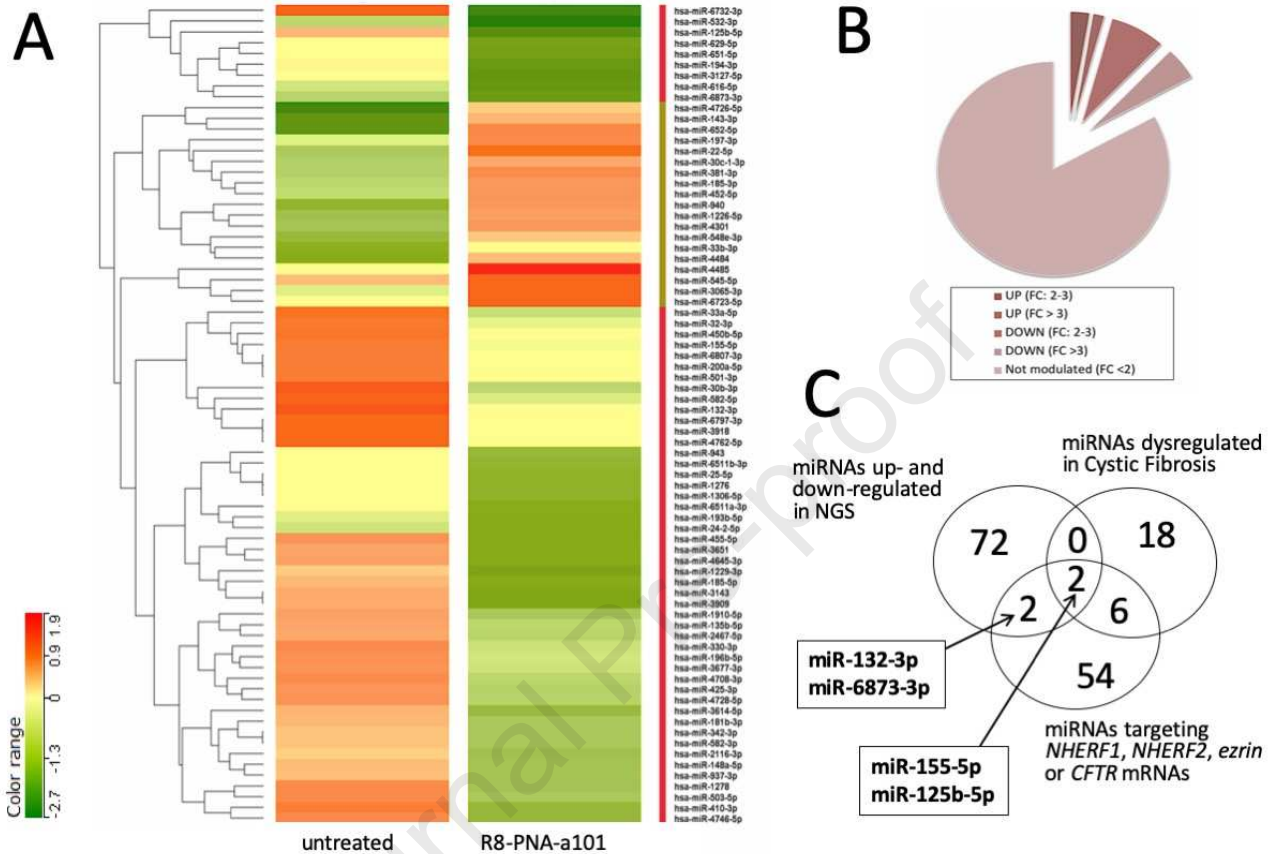 A
hsa-miR-6732-3p
hsa-miR-532-3p
hsa-miR-125b-5p
hsa-miR-629-5p
hsa-miR-651-5p
hsa-miR-194-3p
hsa-miR-3127-5p
hsa-miR-616-5p
hsa-miR-6873-3p
hsa-miR-4726-5p
hsa-miR-143-3p
hsa-miR-652-5p
hsa-miR-197-3p
hsa-miR-22-5p
hsa-miR-30c-1-3p
hsa-miR-381-3p
hsa-miR-185-3p
hsa-miR-452-5p
hsa-miR-940
hsa-miR-1226-5p
hsa-miR-4301
hsa-miR-548e-3p
hsa-miR-33b-3p
hsa-miR-4484
hsa-miR-4485
hsa-miR-545-5p
hsa-miR-3065-3p
hsa-miR-6723-5p
hsa-miR-33a-5p
hsa-miR-32-3p
hsa-miR-450b-5p
hsa-miR-155-5p
hsa-miR-6807-3p
hsa-miR-200a-5p
hsa-miR-501-3p
hsa-miR-30b-3p
hsa-miR-582-5p
hsa-miR-132-3p
hsa-miR-6797-3p
hsa-miR-3918
hsa-miR-4762-5p
hsa-miR-943
hsa-miR-6511b-3p
hsa-miR-25-5p
hsa-miR-1276
hsa-miR-1306-5p
hsa-miR-6511a-3p
hsa-miR-193b-5p
hsa-miR-24-2-5p
hsa-miR-455-5p
hsa-miR-3651
hsa-miR-4645-3p
hsa-miR-1229-3p
hsa-miR-185-5p
hsa-miR-3143
hsa-miR-3909
hsa-miR-1910-5p
hsa-miR-135b-5p
hsa-miR-2467-5p
hsa-miR-330-3p
hsa-miR-196b-5p
hsa-miR-3677-3p
hsa-miR-4708-3p
hsa-miR-425-3p
hsa-miR-4728-5p
hsa-miR-3614-5p
hsa-miR-181b-3p
hsa-miR-342-3p
hsa-miR-582-3p
hsa-miR-2116-3p
hsa-miR-148a-5p
hsa-miR-937-3p
hsa-miR-1278
hsa-miR-503-5p
hsa-miR-410-3p
hsa-miR-4746-5p
Color range
1.9
0.9
0
-1.3
-2.7
untreated
R8-PNA-a101
B
UP (FC: 2-3)
UP (FC > 3)
DOWN (FC: 2-3)
DOWN (FC >3)
Not modulated (FC <2)
C
miRNAs up- and
down-regulated
in NGS
miRNAs dysregulated
in Cystic Fibrosis
72
0
18
2
2
6
54
miR-132-3p
miR-6873-3p
miR-155-5p
miR-125b-5p
miRNAs targeting
NHERF1, NHERF2, ezrin
or CFTR mRNAs